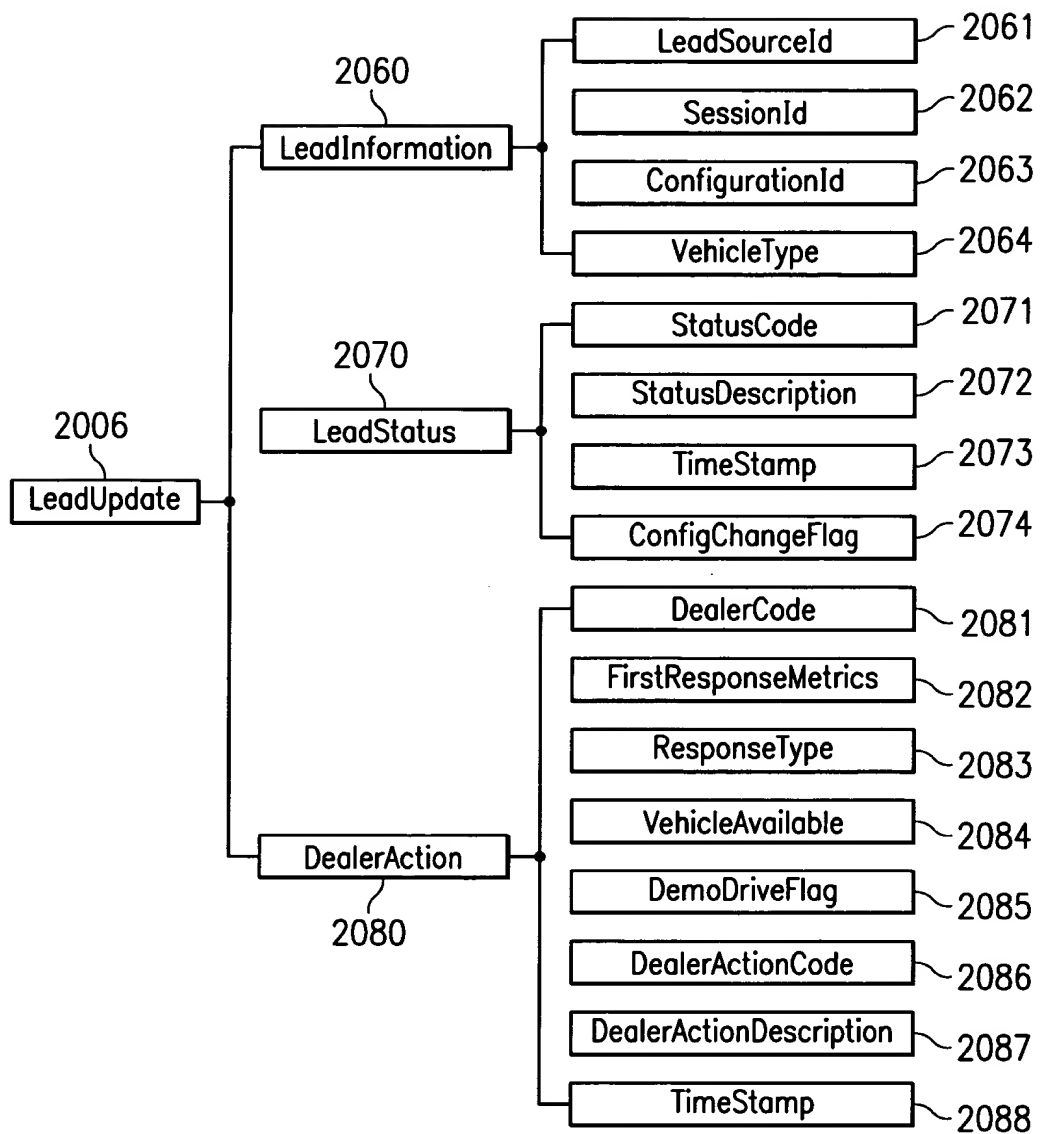 LeadSourceId 2061
2060
SessionId 2062
LeadInformation
ConfigurationId 2063
VehicleType 2064
StatusCode 2071
2070
StatusDescription 2072
LeadStatus
2006
TimeStamp 2073
LeadUpdate
ConfigChangeFlag 2074
DealerCode 2081
FirstResponseMetrics 2082
ResponseType 2083
VehicleAvailable 2084
DealerAction
DemoDriveFlag 2085
2080
DealerActionCode 2086
DealerActionDescription 2087
TimeStamp 2088